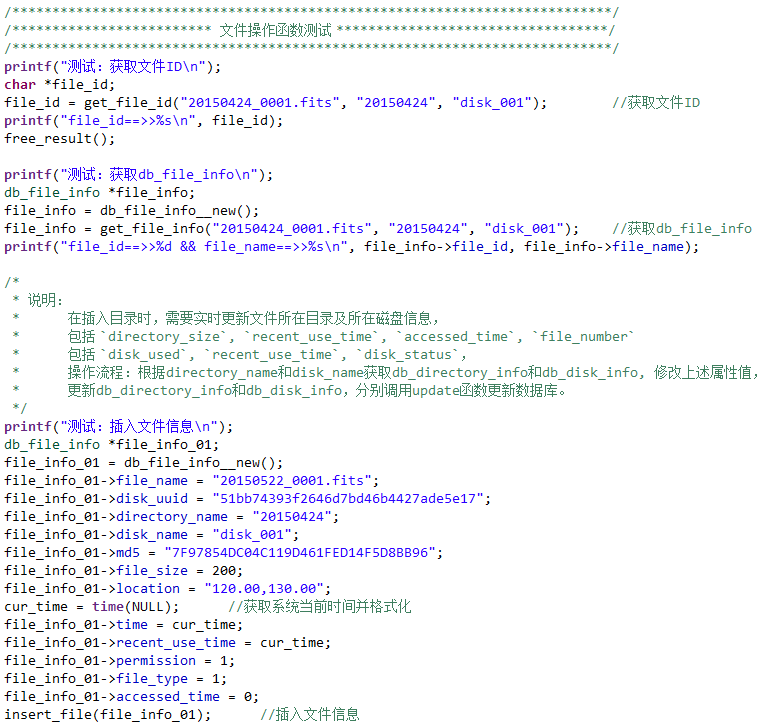 /***************************************************************************/
/************************* 文件操作函数测试 **********************************/
/***************************************************************************/
printf("测试：获取文件ID\n");
char *file_id;
file_id = get_file_id("20150424_0001.fits", "20150424", "disk_001");        //获取文件ID
printf("file_id==>>%s\n", file_id);
free_result();

printf("测试：获取db_file_info\n");
db_file_info *file_info;
file_info = db_file_info__new();
file_info = get_file_info("20150424_0001.fits", "20150424", "disk_001");    //获取db_file_info
printf("file_id==>>%d && file_name==>>%s\n", file_info->file_id, file_info->file_name);

/*
 * 说明：
 *      在插入目录时，需要实时更新文件所在目录及所在磁盘信息，
 *      包括`directory_size`, `recent_use_time`, `accessed_time`, `file_number`
 *      包括`disk_used`, `recent_use_time`, `disk_status`,
 *      操作流程：根据directory_name和disk_name获取db_directory_info和db_disk_info, 修改上述属性值，
 *      更新db_directory_info和db_disk_info，分别调用update函数更新数据库。
 */
printf("测试：插入文件信息\n");
db_file_info *file_info_01;
file_info_01 = db_file_info__new();
file_info_01->file_name = "20150522_0001.fits";
file_info_01->disk_uuid = "51bb74393f2646d7bd46b4427ade5e17";
file_info_01->directory_name = "20150424";
file_info_01->disk_name = "disk_001";
file_info_01->md5 = "7F97854DC04C119D461FED14F5D8BB96";
file_info_01->file_size = 200;
file_info_01->location = "120.00,130.00";
cur_time = time(NULL);      //获取系统当前时间并格式化
file_info_01->time = cur_time;
file_info_01->recent_use_time = cur_time;
file_info_01->permission = 1;
file_info_01->file_type = 1;
file_info_01->accessed_time = 0;
insert_file(file_info_01);      //插入文件信息